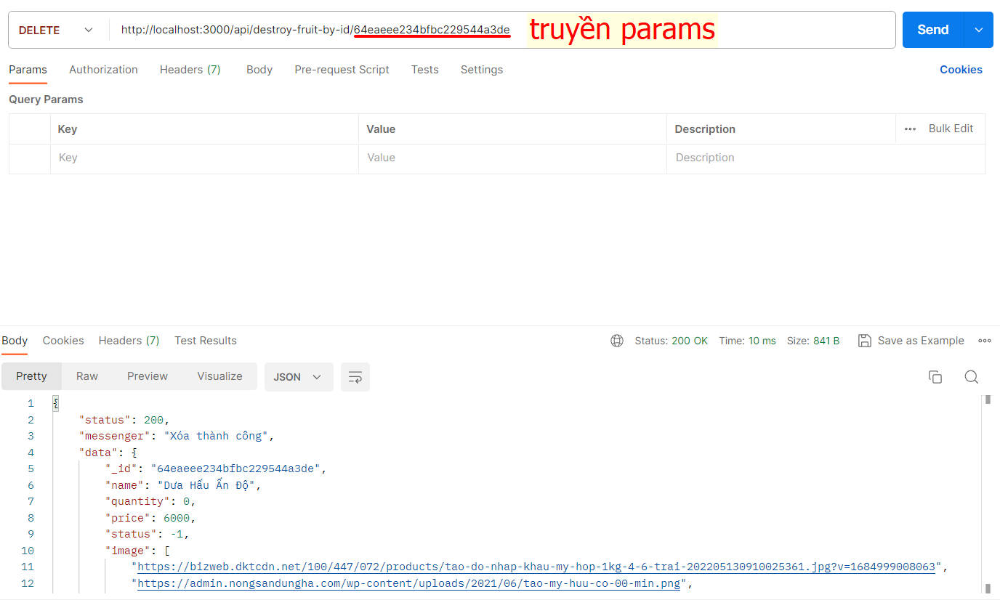 DELETE http://localhost:3000/api/destroy-fruit-by-id/64eaeee234bfbc229544a3de truyền params Send
Params Authorization Headers (7) Body Pre-request Script Tests Settings Cookies
Query Params
Key Value Description Bulk Edit
Key Value Description
Body Cookies Headers (7) Test Results Status: 200 OK Time: 10 ms Size: 841 B Save as Example
Pretty Raw Preview Visualize JSON
1 {
2 "status": 200,
3 "messenger": "Xóa thành công",
4 "data": {
5 "_id": "64eaeee234bfbc229544a3de",
6 "name": "Dưa Hấu Ấn Độ",
7 "quantity": 0,
8 "price": 6000,
9 "status": -1,
10 "image": [
11 "https://bizweb.dktcdn.net/100/447/072/products/tao-do-nhap-khau-my-hop-1kg-4-6-trai-202205130910025361.jpg?v=1684999008063",
12 "https://admin.nongsandungha.com/wp-content/uploads/2021/06/tao-my-huu-co-00-min.png",